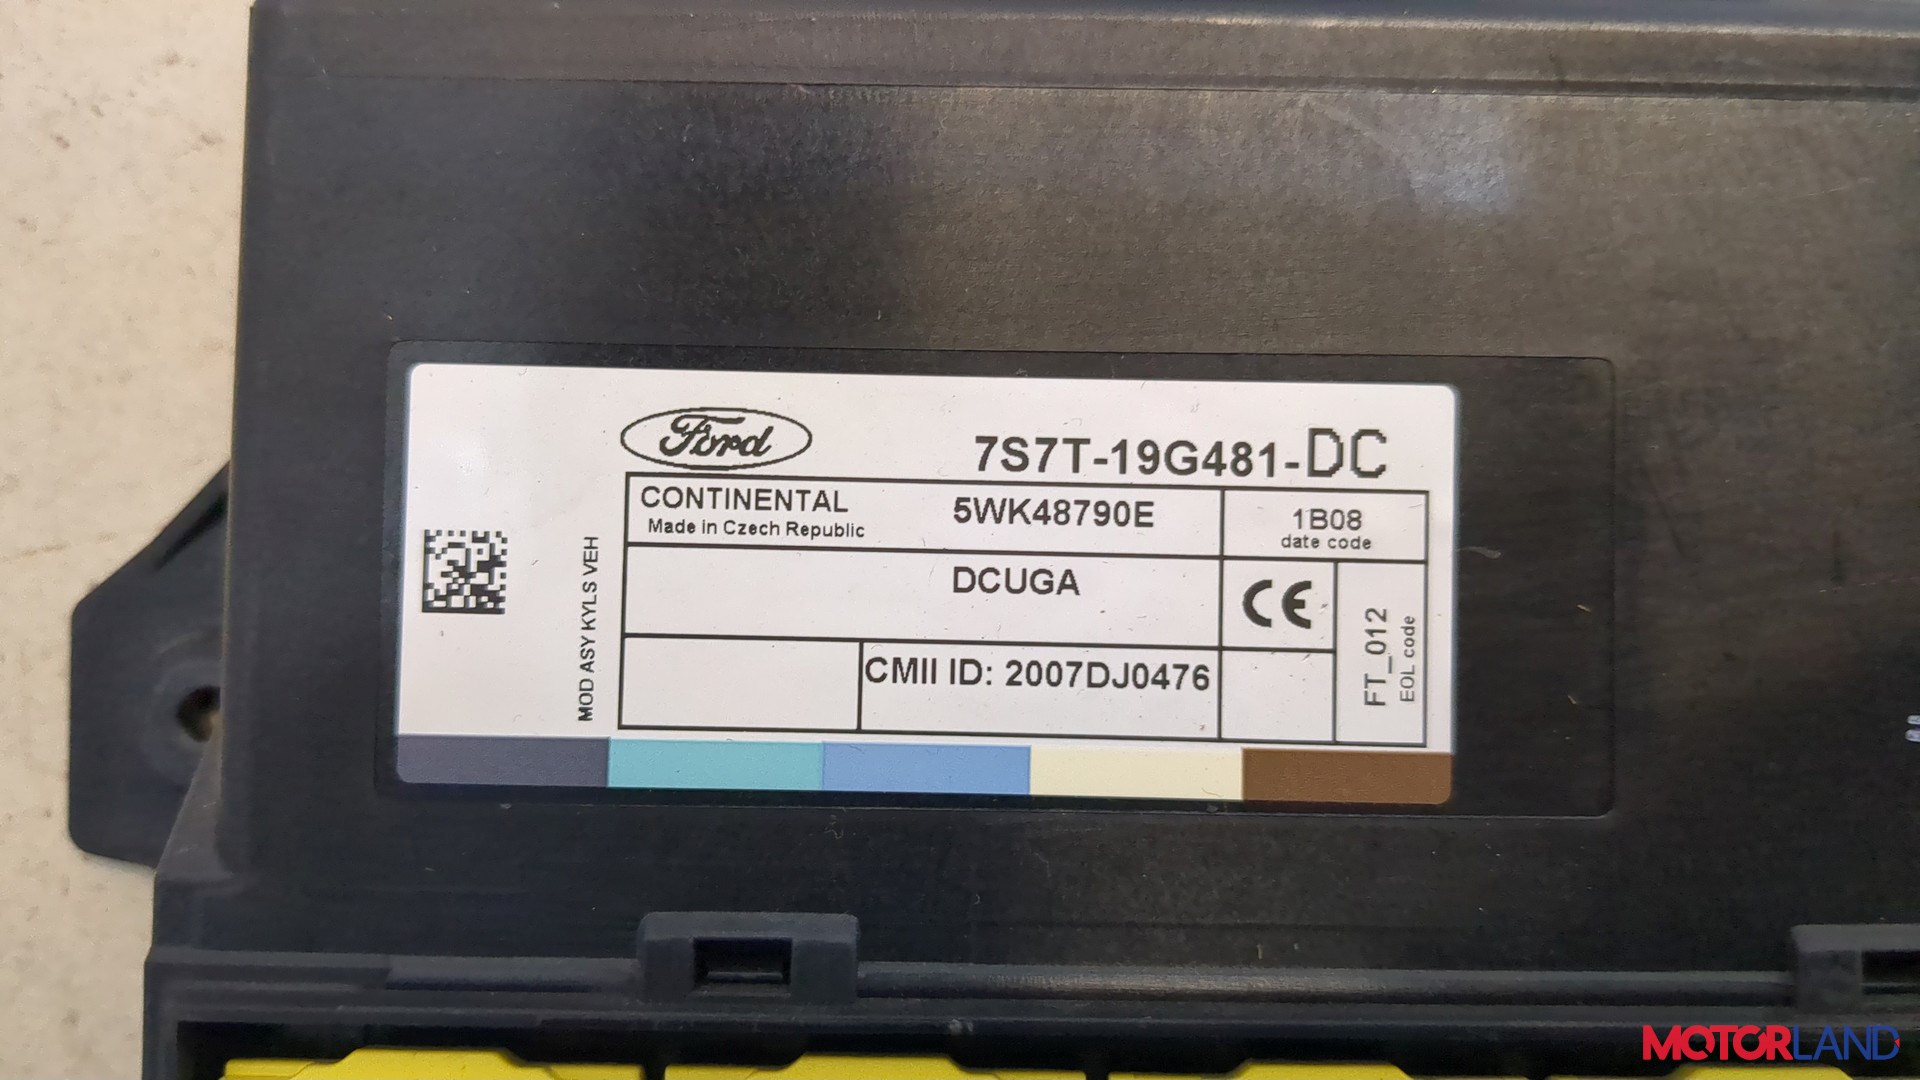 Ford
7S7T-19G481-DC
CONTINENTAL
Made in Czech Republic
5WK48790E
1B08
date code
DCUGA
CE
MOD ASY KYLS VEH
CMII ID: 2007DJ0476
FT_012
EOL code
MOTORLAND